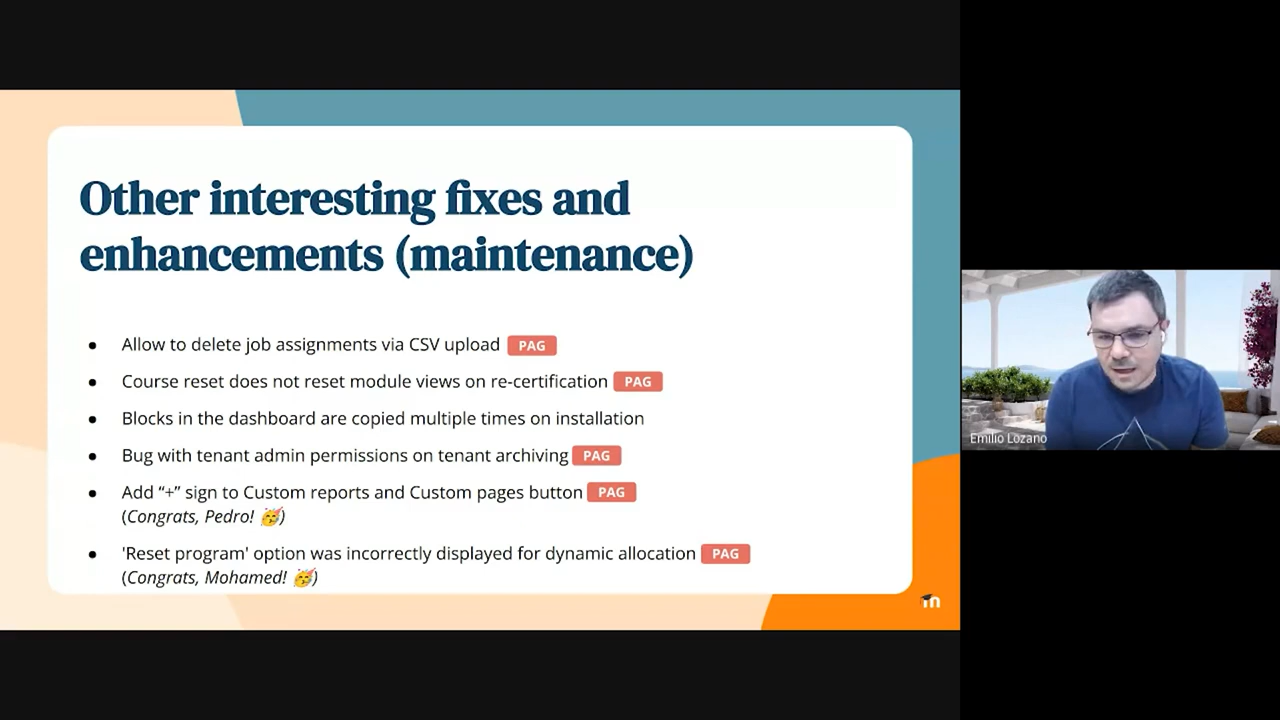 Other interesting fixes and
enhancements (maintenance)
● Allow to delete job assignments via CSV upload PAG
● Course reset does not reset module views on re-certification PAG
● Blocks in the dashboard are copied multiple times on installation
● Bug with tenant admin permissions on tenant archiving PAG
● Add “+” sign to Custom reports and Custom pages button PAG
(Congrats, Pedro! 🥳)
● 'Reset program' option was incorrectly displayed for dynamic allocation PAG
(Congrats, Mohamed! 🥳)
m
Emilio Lozano